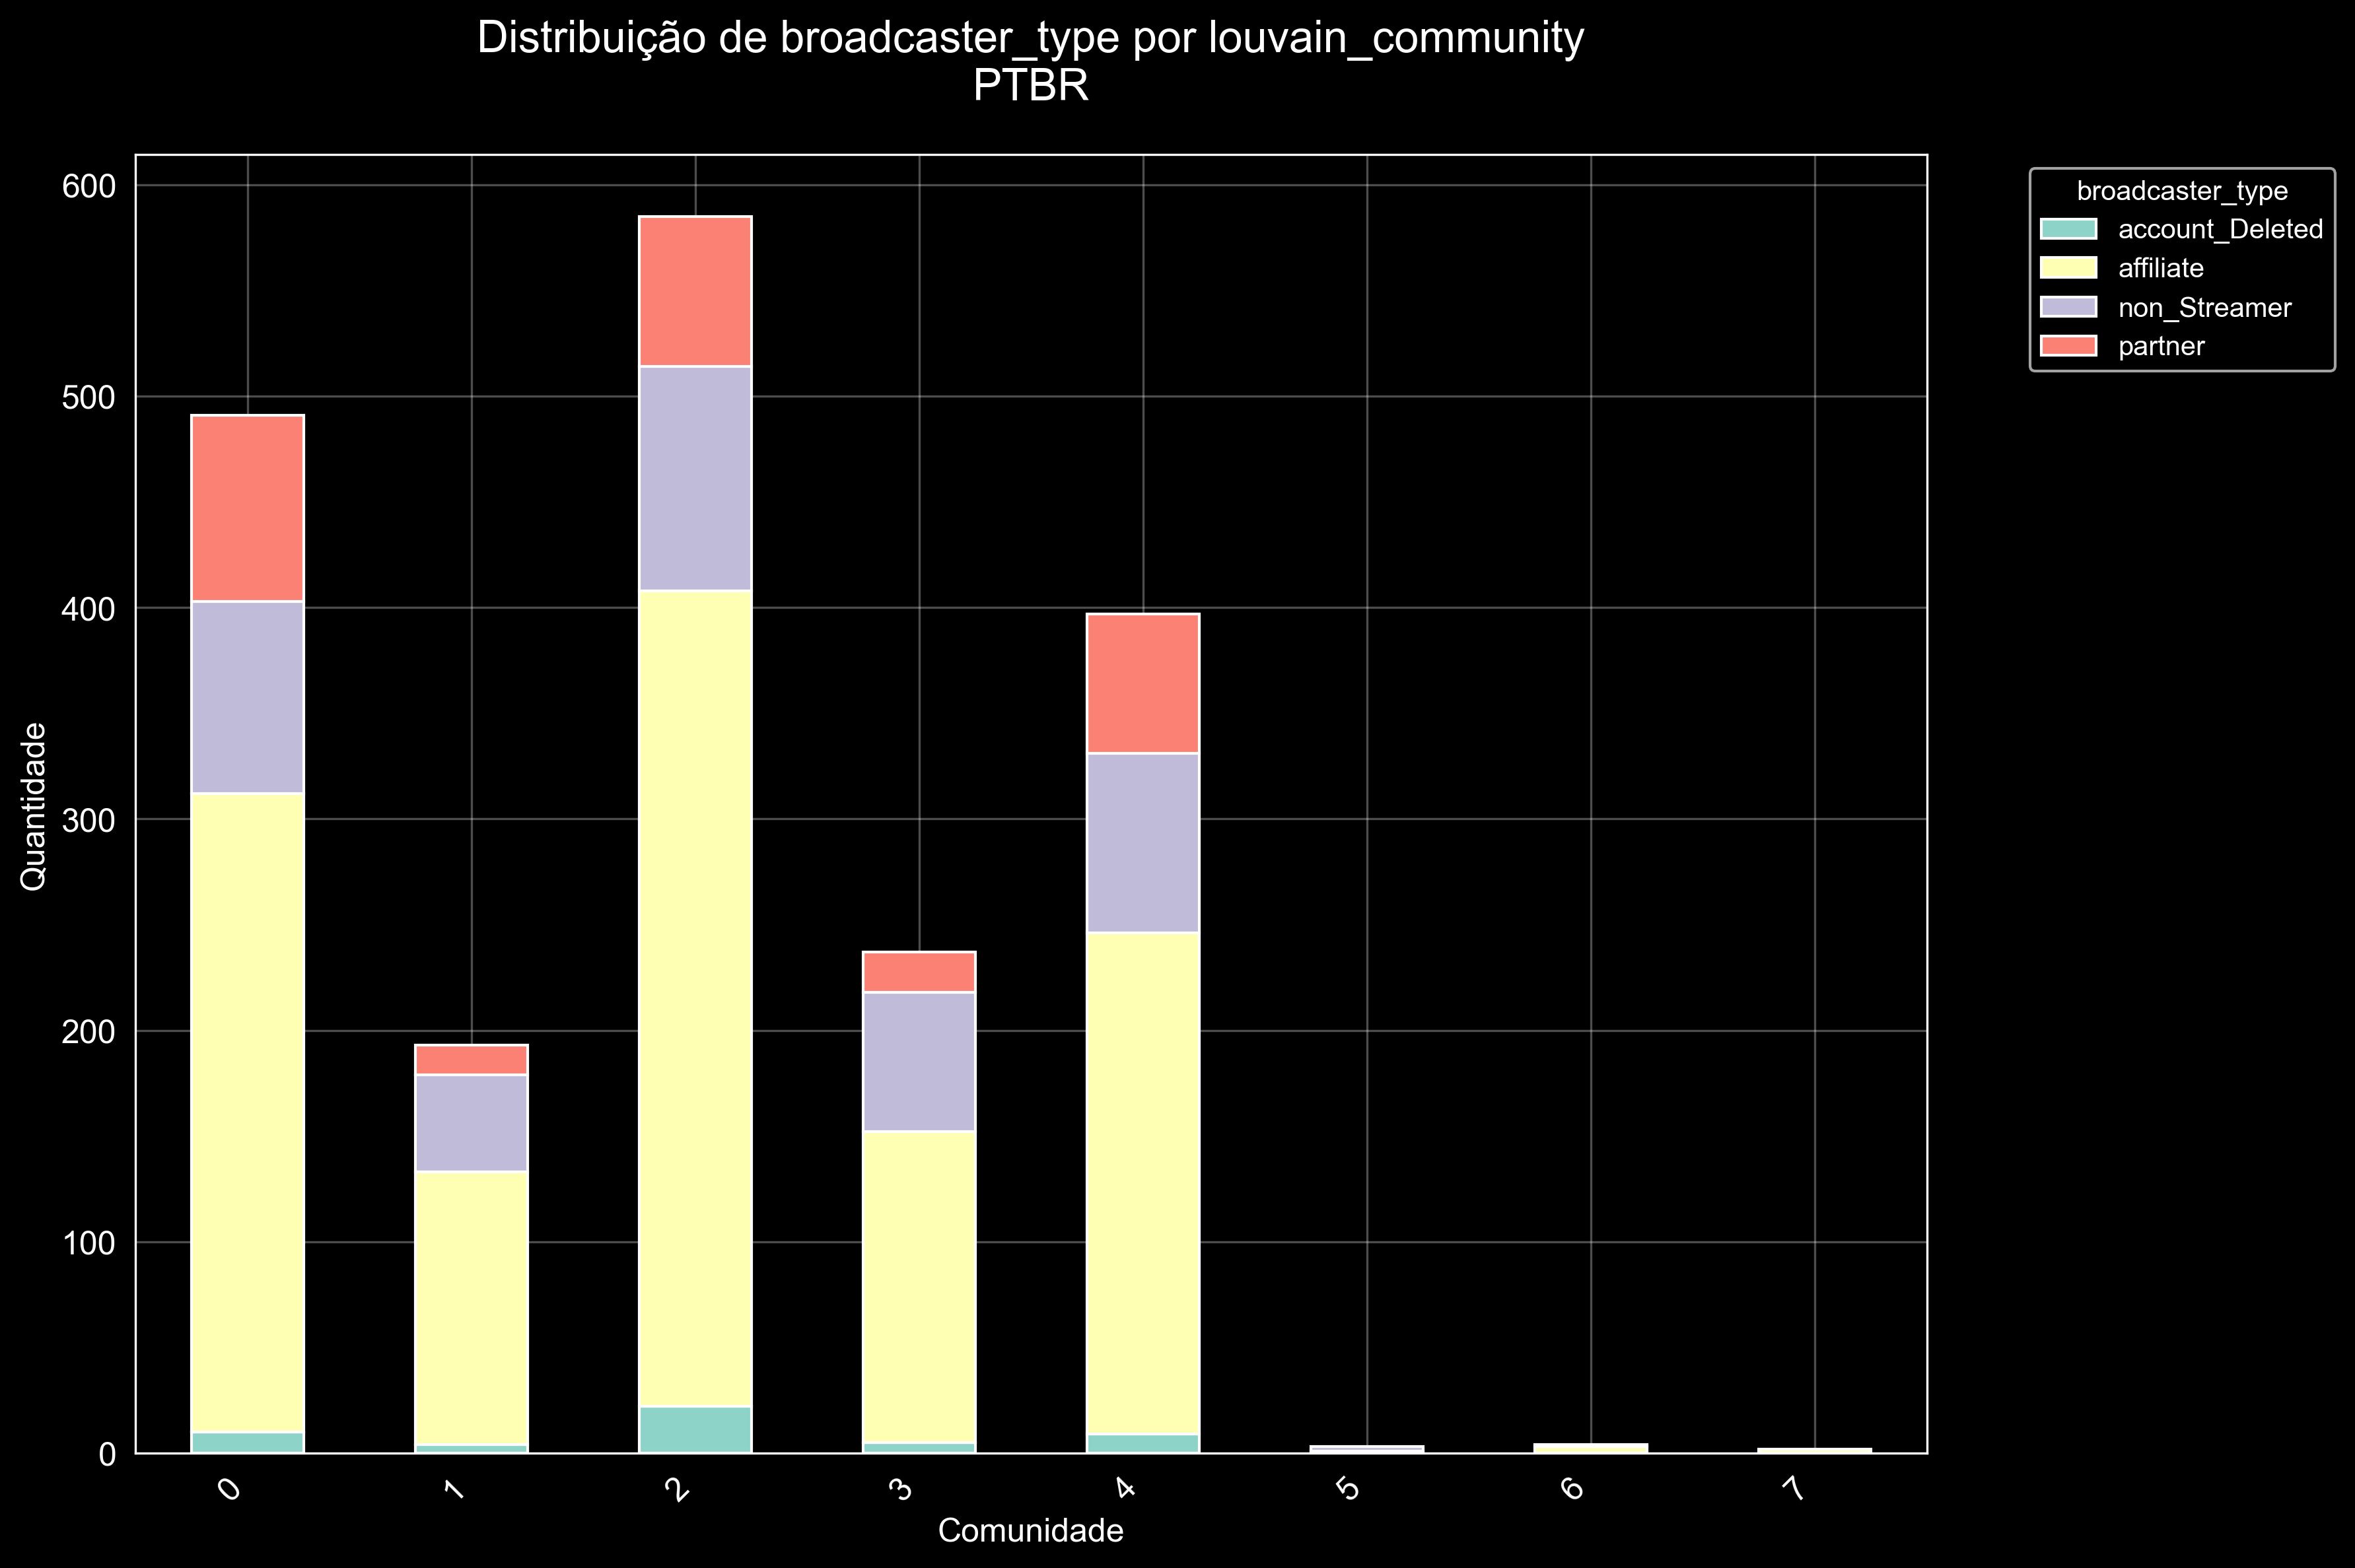 Distribuição de broadcaster_type por louvain_community
PTBR
broadcaster_type
account_Deleted
affiliate
non_Streamer
partner
Quantidade
600
500
400
300
200
100
0
0
1
2
3
4
5
6
7
Comunidade